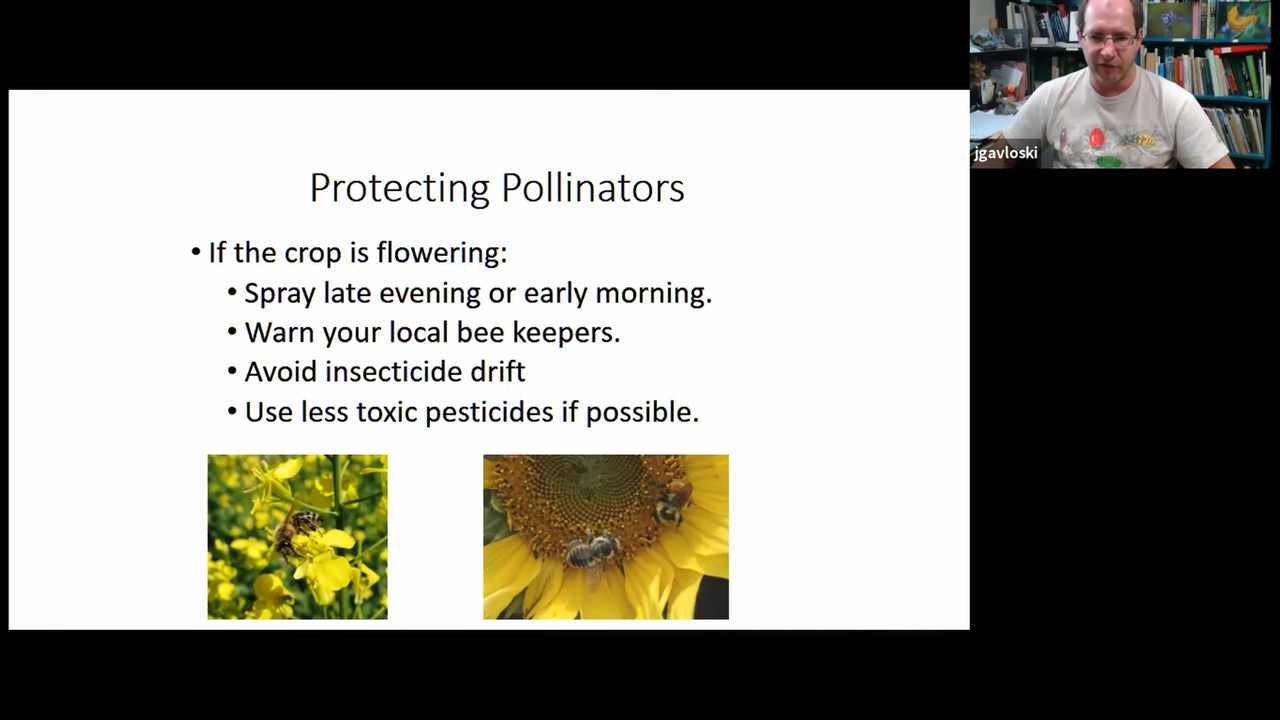 jgavloski
Protecting Pollinators
• If the crop is flowering:
• Spray late evening or early morning.
• Warn your local bee keepers.
• Avoid insecticide drift
• Use less toxic pesticides if possible.